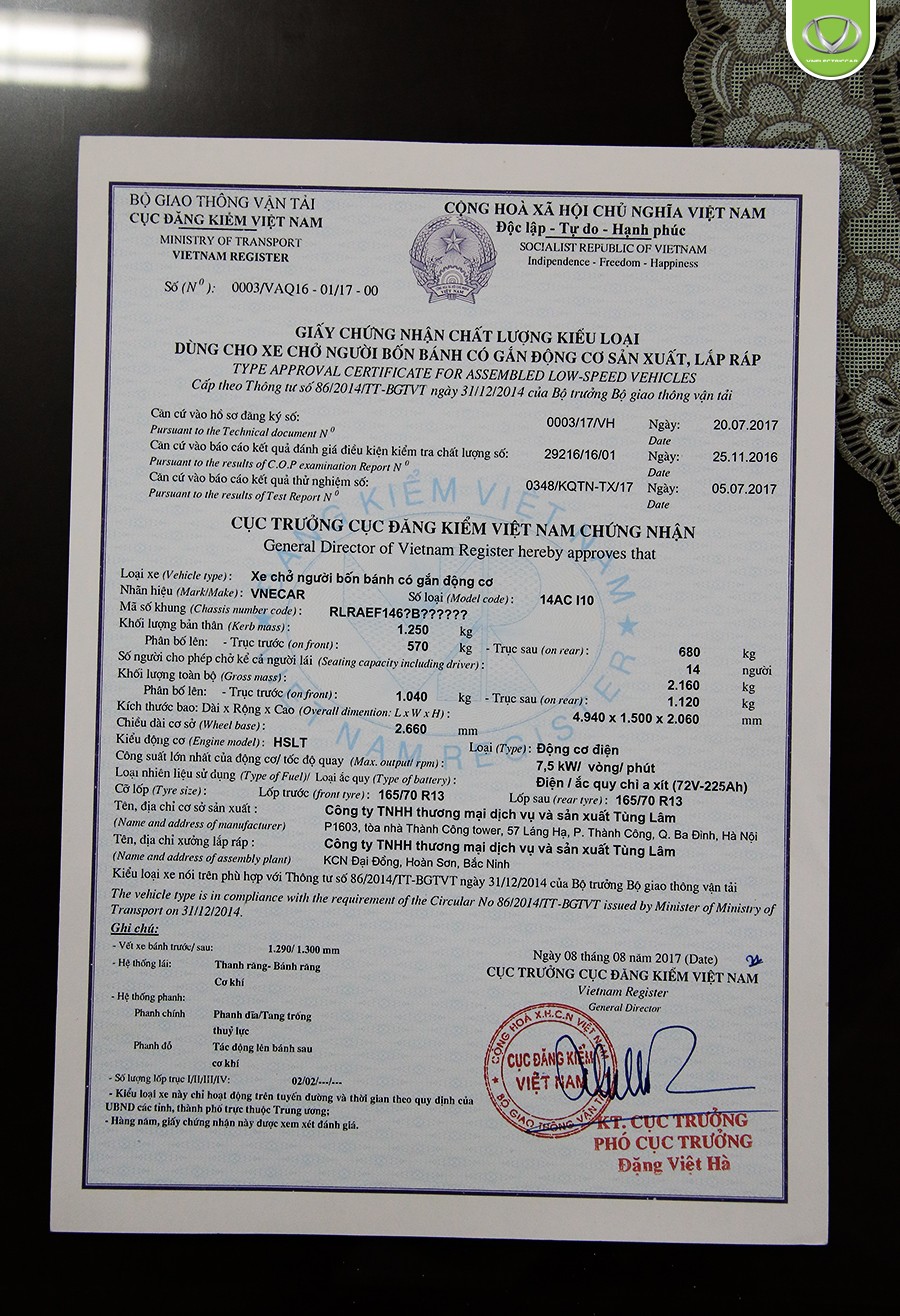 BỘ GIAO THÔNG VẬN TẢI
CỤC ĐĂNG KIỂM VIỆT NAM
MINISTRY OF TRANSPORT
VIETNAM REGISTER
Số (N⁰): 0003/VAQ16 - 01/17 - 00
CỘNG HOÀ XÃ HỘI CHỦ NGHĨA VIỆT NAM
Độc lập - Tự do - Hạnh phúc
SOCIALIST REPUBLIC OF VIETNAM
Indipendence - Freedom - Happiness
GIẤY CHỨNG NHẬN CHẤT LƯỢNG KIỂU LOẠI
DÙNG CHO XE CHỞ NGƯỜI BỐN BÁNH CÓ GẮN ĐỘNG CƠ SẢN XUẤT, LẮP RÁP
TYPE APPROVAL CERTIFICATE FOR ASSEMBLED LOW-SPEED VEHICLES
Cấp theo Thông tư số 86/2014/TT-BGTVT ngày 31/12/2014 của Bộ trưởng Bộ giao thông vận tải
Căn cứ vào hồ sơ đăng ký số: 0003/17/VH Ngày: 20.07.2017
Pursuant to the Technical document N⁰ Date
Căn cứ vào báo cáo kết quả đánh giá điều kiện kiểm tra chất lượng số: 29216/16/01 Ngày: 25.11.2016
Pursuant to the results of C.O.P examination Report N⁰ Date
Căn cứ vào báo cáo kết quả thử nghiệm số: 0348/KQTN-TX/17 Ngày: 05.07.2017
Pursuant to the results of Test Report N⁰ Date
CỤC TRƯỞNG CỤC ĐĂNG KIỂM VIỆT NAM CHỨNG NHẬN
General Director of Vietnam Register hereby approves that
Loại xe (Vehicle type): Xe chở người bốn bánh có gắn động cơ
Nhãn hiệu (Mark/Make): VNECAR Số loại (Model code): 14AC I10
Mã số khung (Chassis number code): RLRAEF146?B??????
Khối lượng bản thân (Kerb mass): 1.250 kg
Phân bố lên: - Trục trước (on front): 570 kg - Trục sau (on rear): 680 kg
Số người cho phép chở kể cả người lái (Seating capacity including driver): 14 người
Khối lượng toàn bộ (Gross mass): 2.160 kg
Phân bố lên: - Trục trước (on front): 1.040 kg - Trục sau (on rear): 1.120 kg
Kích thước bao: Dài x Rộng x Cao (Overall dimention: L x W x H): 4.940 x 1.500 x 2.060 mm
Chiều dài cơ sở (Wheel base): 2.660 mm
Kiểu động cơ (Engine model): HSLT Loại (Type): Động cơ điện
Công suất lớn nhất của động cơ/ tốc độ quay (Max. output/ rpm): 7,5 kW/ vòng/ phút
Loại nhiên liệu sử dụng (Type of Fuel)/ Loại ắc quy (Type of battery): Điện / ắc quy chì a xít (72V-225Ah)
Cỡ lốp (Tyre size): Lốp trước (front tyre): 165/70 R13 Lốp sau (rear tyre): 165/70 R13
Tên, địa chỉ cơ sở sản xuất: Công ty TNHH thương mại dịch vụ và sản xuất Tùng Lâm
(Name and address of manufacturer) P1603, tòa nhà Thành Công tower, 57 Láng Hạ, P. Thành Công, Q. Ba Đình, Hà Nội
Tên, địa chỉ xưởng lắp ráp: Công ty TNHH thương mại dịch vụ và sản xuất Tùng Lâm
(Name and address of assembly plant) KCN Đại Đồng, Hoàn Sơn, Bắc Ninh
Kiểu loại xe nói trên phù hợp với Thông tư số 86/2014/TT-BGTVT ngày 31/12/2014 của Bộ trưởng Bộ giao thông vận tải
The vehicle type is in compliance with the requirement of the Circular No 86/2014/TT-BGTVT issued by Minister of Ministry of
Transport on 31/12/2014.
Ghi chú:
- Vết xe bánh trước/ sau: 1.290/ 1.300 mm
- Hệ thống lái: Thanh răng- Bánh răng
Cơ khí
- Hệ thống phanh:
Phanh chính Phanh đĩa/Tang trống
thuỷ lực
Phanh đỗ Tác động lên bánh sau
cơ khí
- Số lượng lốp trục I/II/III/IV: 02/02/---/---
- Kiểu loại xe này chỉ hoạt động trên tuyến đường và thời gian theo quy định của
UBND các tỉnh, thành phố trực thuộc Trung ương;
- Hàng năm, giấy chứng nhận này được xem xét đánh giá.
Ngày 08 tháng 08 năm 2017 (Date)
CỤC TRƯỞNG CỤC ĐĂNG KIỂM VIỆT NAM
Vietnam Register
General Director
CỘNG HOÀ X.H.C.N VIỆT NAM
CỤC ĐĂNG KIỂM
VIỆT NAM
BỘ GIAO THÔNG VẬN TẢI
KT. CỤC TRƯỞNG
PHÓ CỤC TRƯỞNG
Đặng Việt Hà
ĐĂNG KIỂM VIỆT NAM
VR
VIET NAM REGISTER